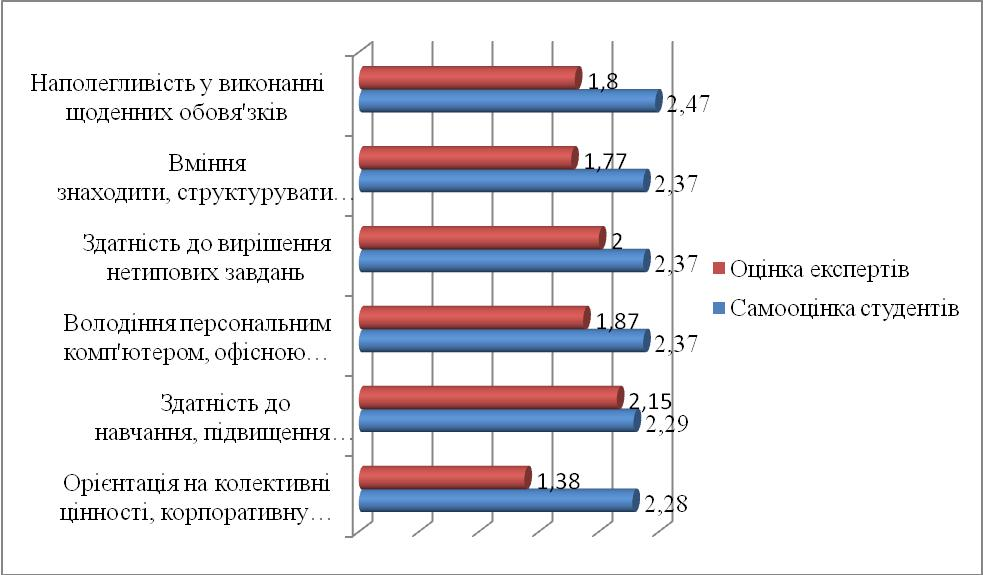 Наполегливість у виконанні
щоденних обовя'зків
1,8
2,47
Вміння
знаходити, структурувати…
1,77
2,37
Здатність до вирішення
нетипових завдань
2
2,37
Володіння персональним
комп'ютером, офісною…
1,87
2,37
Здатність до
навчання, підвищення…
2,15
2,29
Орієнтація на колективні
цінності, корпоративну…
1,38
2,28
Оцінка експертів
Самооцінка студентів